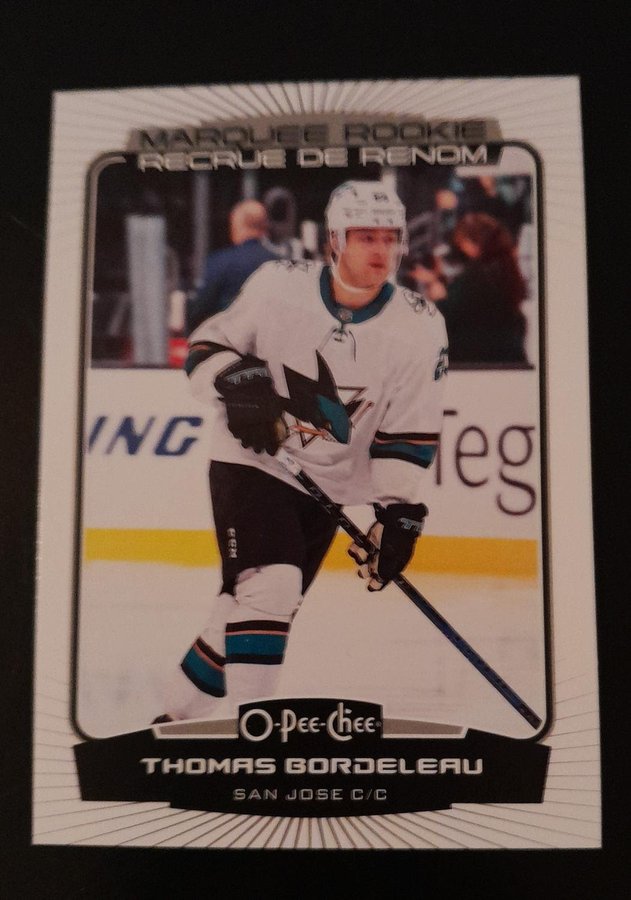 MARQUEE ROOKIE
RECRUE DE RENOM
ING
Teg
O-Pee-Chee
THOMAS BORDELEAU
SAN JOSE C/C